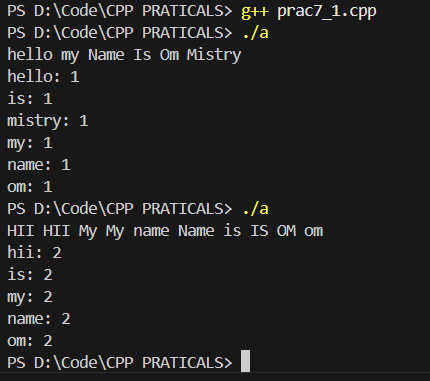 PS D:\Code\CPP PRATICALS> g++ prac7_1.cpp
PS D:\Code\CPP PRATICALS> ./a
hello my Name Is Om Mistry
hello: 1
is: 1
mistry: 1
my: 1
name: 1
om: 1
PS D:\Code\CPP PRATICALS> ./a
HII HII My My name Name is IS OM om
hii: 2
is: 2
my: 2
name: 2
om: 2
PS D:\Code\CPP PRATICALS>